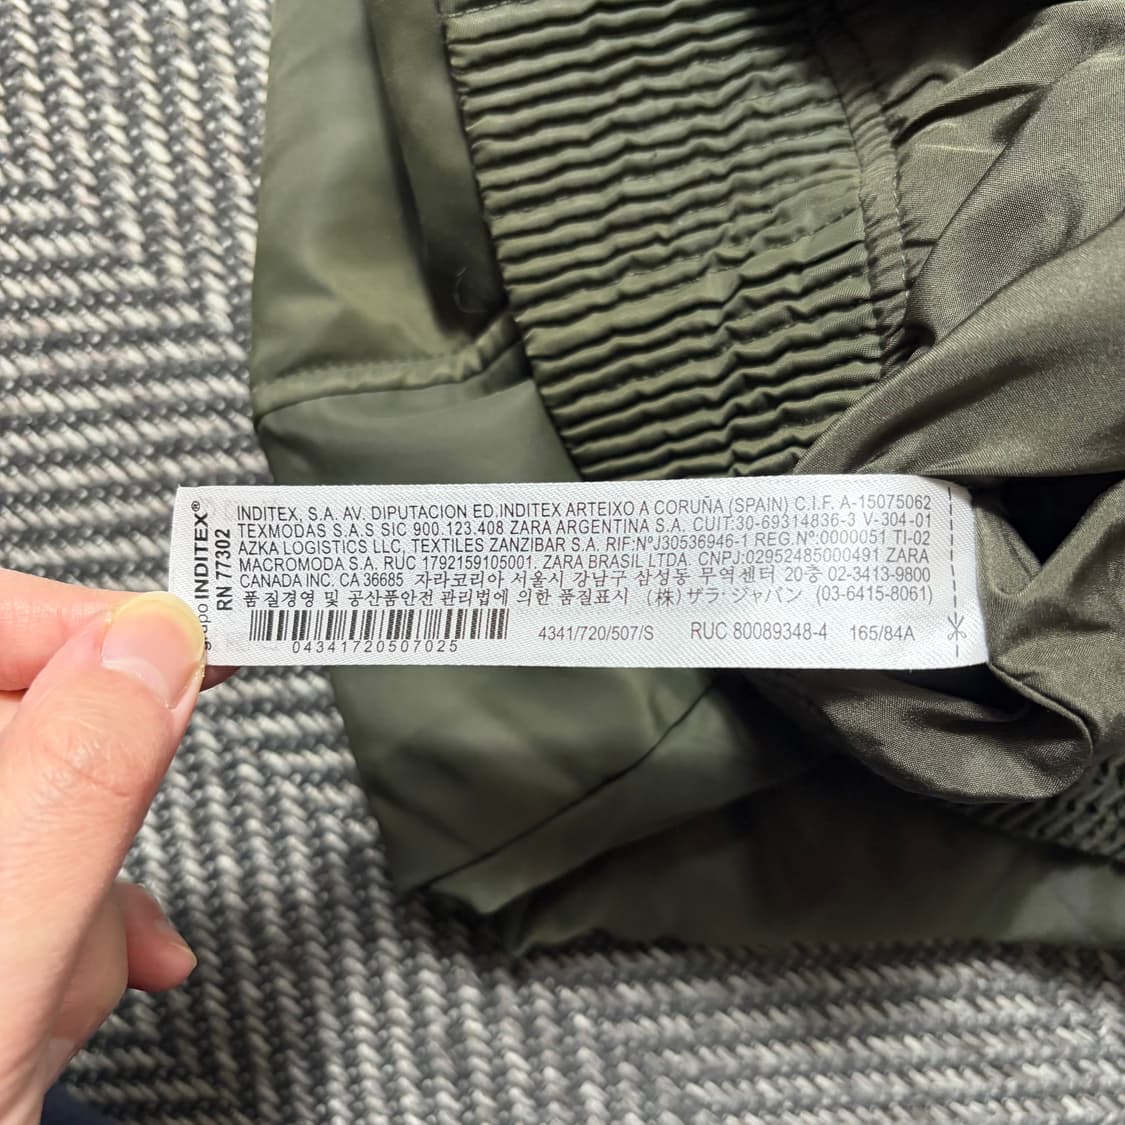 grupo INDITEX®
RN 77302
INDITEX, S.A. AV. DIPUTACION ED.INDITEX ARTEIXO A CORUÑA (SPAIN) C.I.F. A-15075062
TEXMODAS S.A.S SIC 900.123.408 ZARA ARGENTINA S.A. CUIT:30-69314836-3 V-304-01
AZKA LOGISTICS LLC, TEXTILES ZANZIBAR S.A. RIF:NºJ30536946-1 REG.Nº:0000051 TI-02
MACROMODA S.A. RUC 1792159105001, ZARA BRASIL LTDA. CNPJ:02952485000491 ZARA
CANADA INC. CA 36685 자라코리아 서울시 강남구 삼성동 무역센터 20층 02-3413-9800
품질경영 및 공산품안전 관리법에 의한 품질표시 (株)ザラ・ジャパン (03-6415-8061)
4341/720/507/S RUC 80089348-4 165/84A
04341720507025